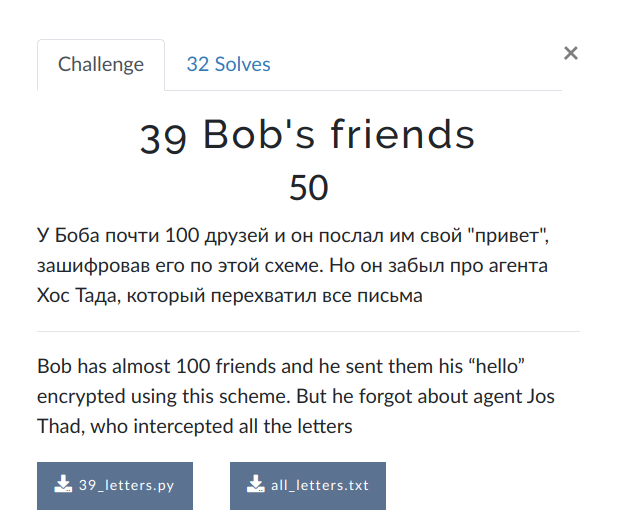 Challenge
32 Solves
×
39 Bob's friends
50
У Боба почти 100 друзей и он послал им свой "привет",
зашифровав его по этой схеме. Но он забыл про агента
Хос Тада, который перехватил все письма
Bob has almost 100 friends and he sent them his “hello”
encrypted using this scheme. But he forgot about agent Jos
Thad, who intercepted all the letters
39_letters.py
all_letters.txt